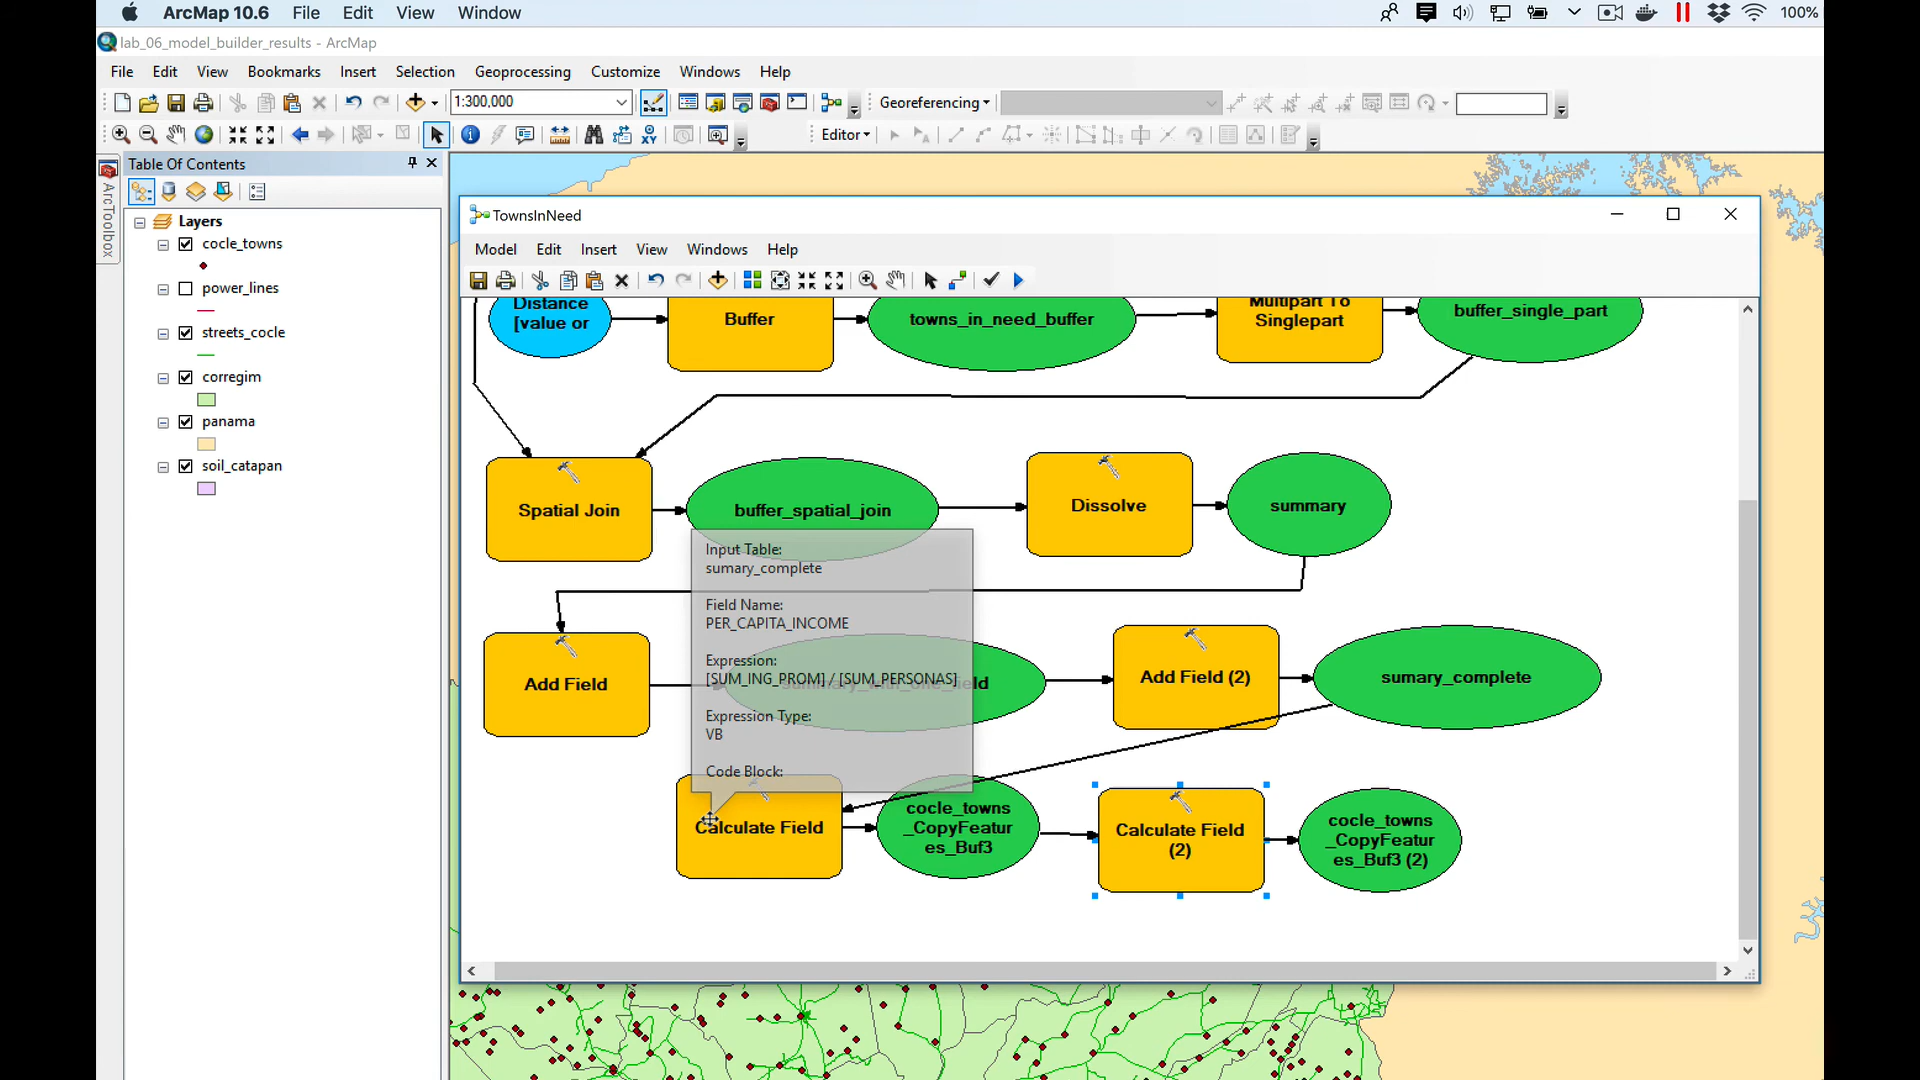 ArcMap 10.6 File Edit View Window 100%
lab_06_model_builder_results - ArcMap
File Edit View Bookmarks Insert Selection Geoprocessing Customize Windows Help
1:300,000 Georeferencing
Editor
Table Of Contents
ArcToolbox
Layers
cocle_towns
power_lines
streets_cocle
corregim
panama
soil_catapan
TownsInNeed
Model Edit Insert View Windows Help
Distance
[value or
Buffer
towns_in_need_buffer
Multipart To
Singlepart
buffer_single_part
Spatial Join
buffer_spatial_join
Dissolve
summary
Input Table:
sumary_complete
Field Name:
PER_CAPITA_INCOME
Expression:
[SUM_ING_PROM] / [SUM_PERSONAS]
Expression Type:
VB
Code Block:
Add Field
Add Field (2)
sumary_complete
Calculate Field
cocle_towns
_CopyFeatur
es_Buf3
Calculate Field
(2)
cocle_towns
_CopyFeatur
es_Buf3 (2)